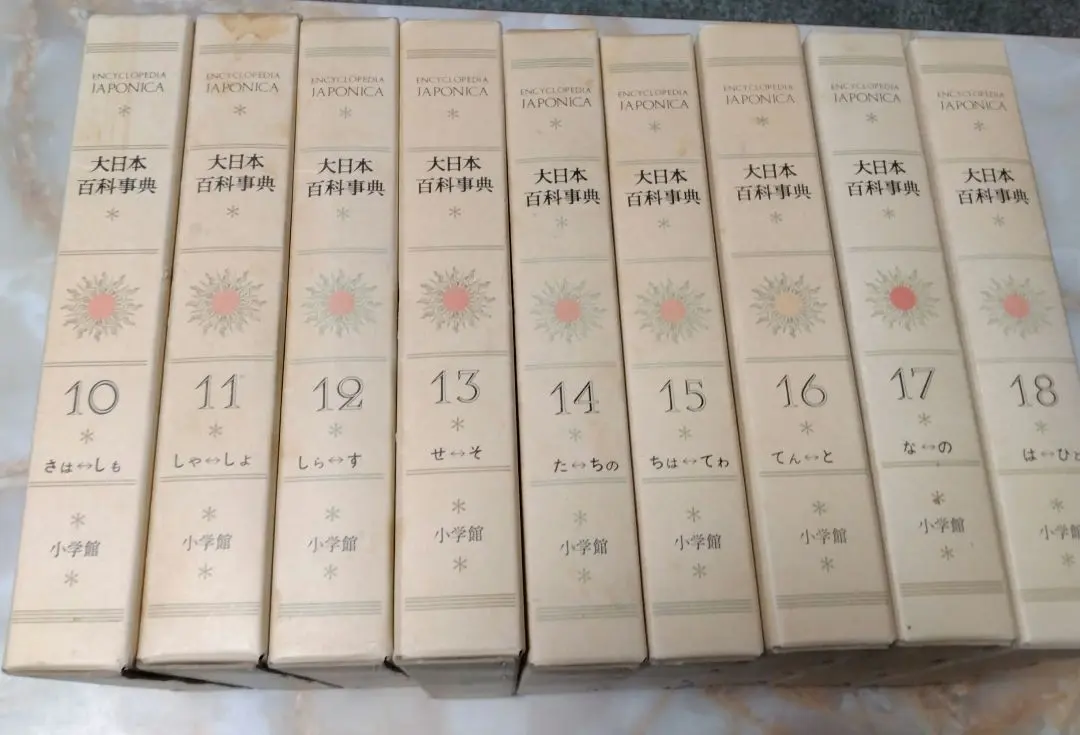 ENCYCLOPEDIA
JAPONICA
*
大日本
百科事典
*
10
*
さは↔しも
*
小学館
*
ENCYCLOPEDIA
JAPONICA
*
大日本
百科事典
*
11
*
しゃ↔しょ
*
小学館
*
ENCYCLOPEDIA
JAPONICA
*
大日本
百科事典
*
12
*
しら↔す
*
小学館
*
ENCYCLOPEDIA
JAPONICA
*
大日本
百科事典
*
13
*
せ↔そ
*
小学館
*
ENCYCLOPEDIA
JAPONICA
*
大日本
百科事典
*
14
*
た↔ちの
*
小学館
*
ENCYCLOPEDIA
JAPONICA
*
大日本
百科事典
*
15
*
ちは↔てわ
*
小学館
*
ENCYCLOPEDIA
JAPONICA
*
大日本
百科事典
*
16
*
てん↔と
*
小学館
*
ENCYCLOPEDIA
JAPONICA
*
大日本
百科事典
*
17
*
な↔の
*
小学館
*
ENCYCLOPEDIA
JAPONICA
*
大日本
百科事典
*
18
*
は↔ひと
*
小学館
*